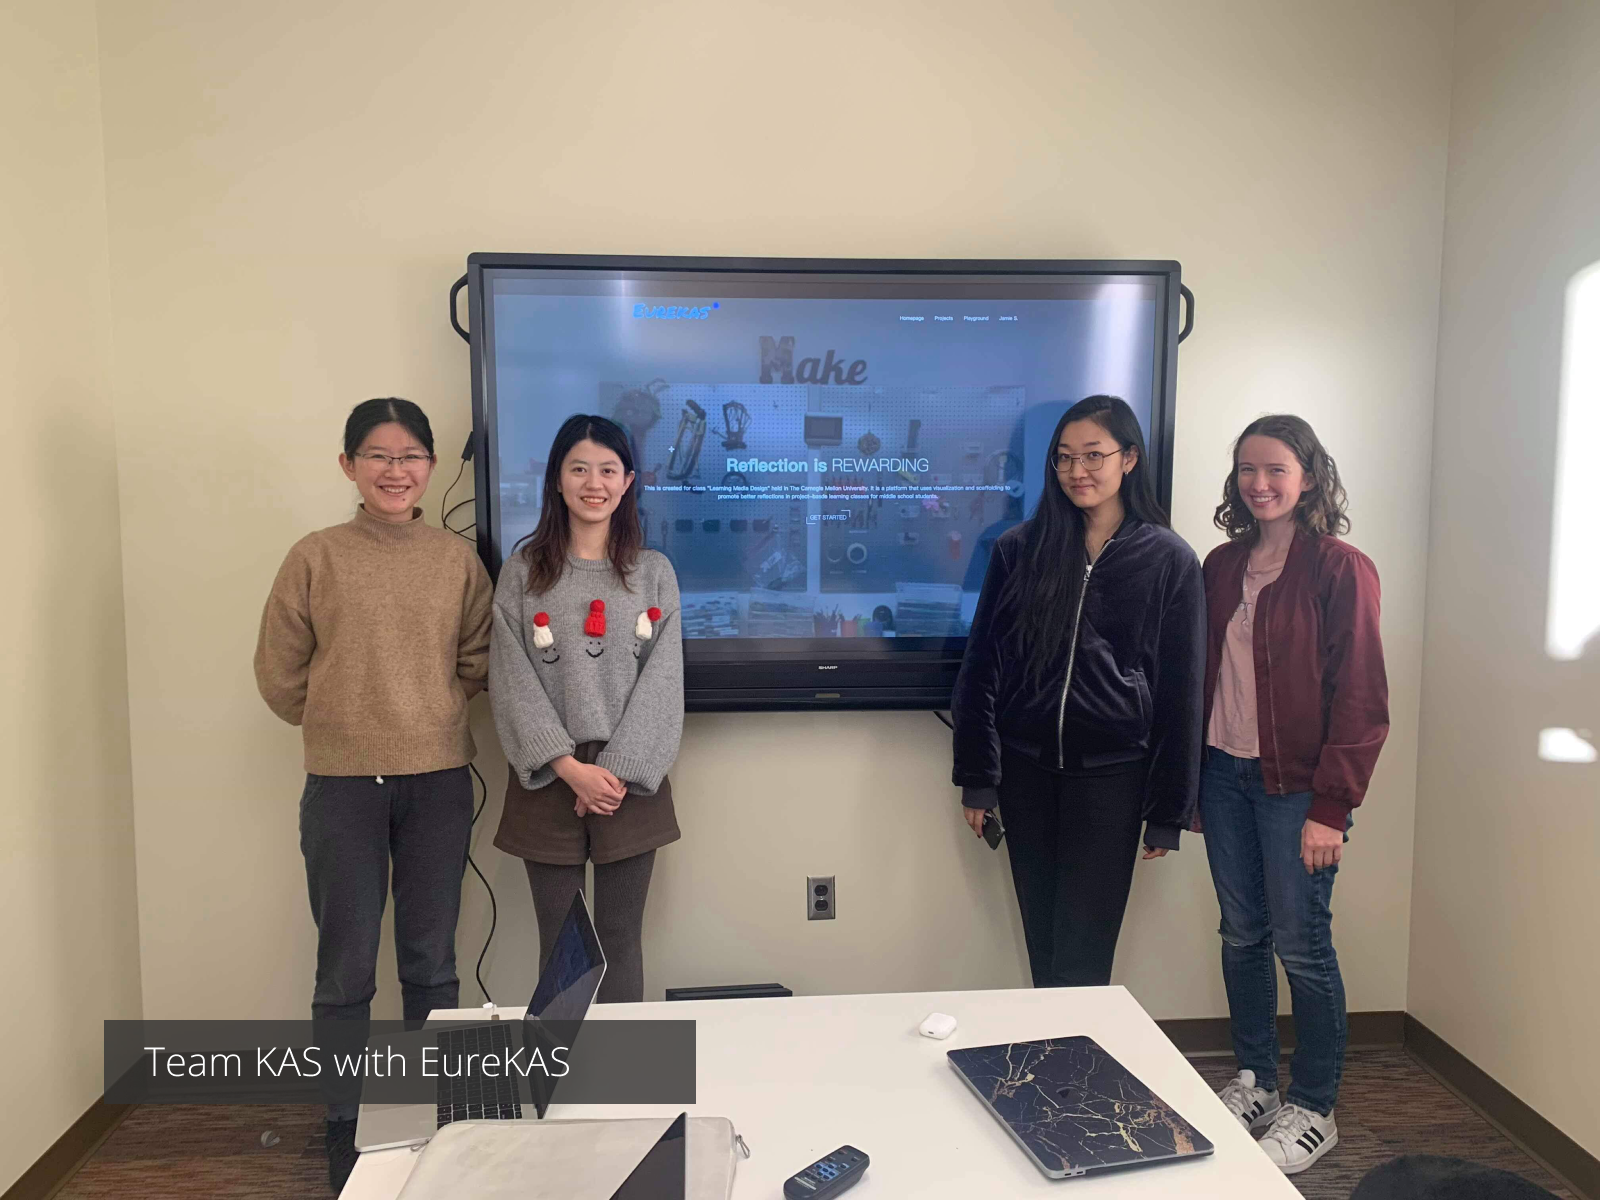 EUREKAS
Homepage Projects Playground Jamie S
Make
Reflection is REWARDING
This is created for class "Learning Media Design" held in The Carnegie Mellon University. It is a platform that uses visualization and scaffolding to
promote better reflections in project-basde learning classes for middle school students.
GET STARTED
SHARP
Team KAS with EureKAS